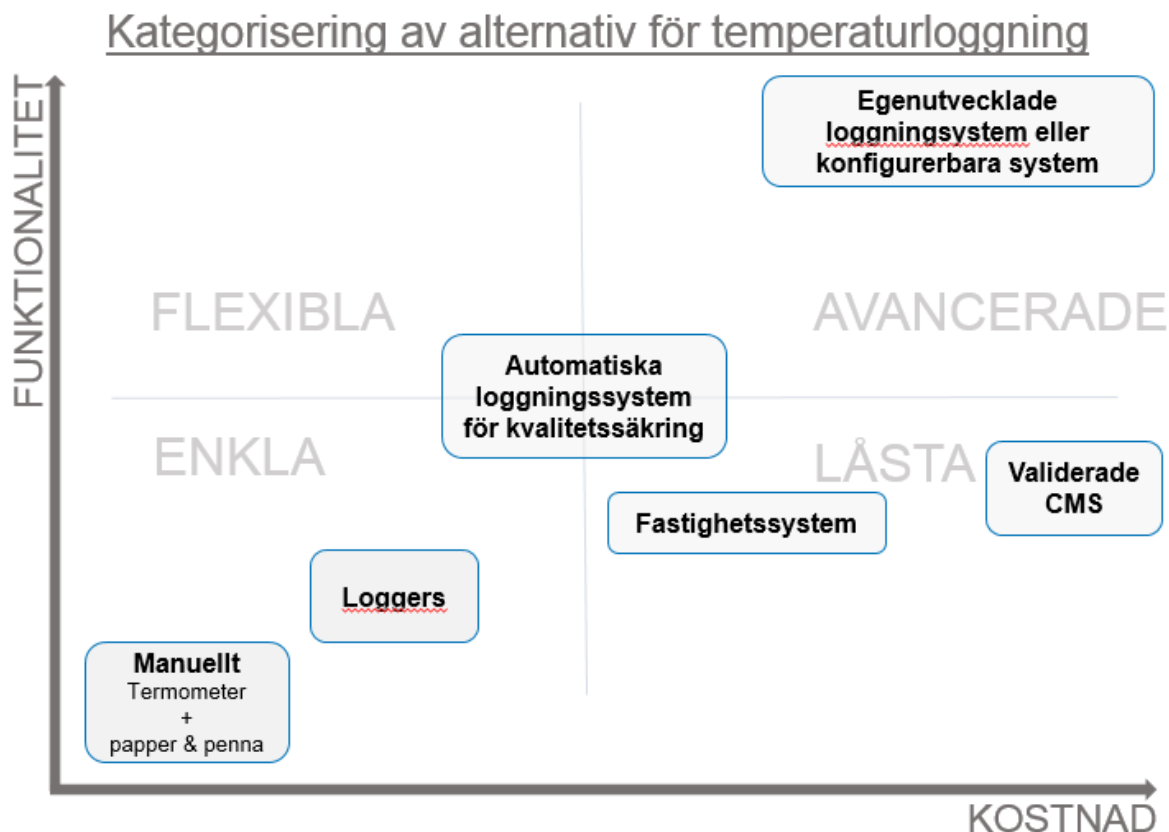 Kategorisering av alternativ för temperaturloggning
FUNKTIONALITET
Egenutvecklade
loggningsystem eller
konfigurerbara system
FLEXIBLA
AVANCERADE
Automatiska
loggningssystem
för kvalitetssäkring
ENKLA
LÅSTA
Validerade
CMS
Fastighetssystem
Loggers
Manuellt
Termometer
+
papper & penna
KOSTNAD